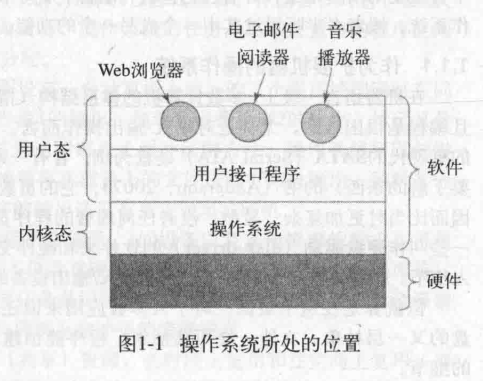 电子邮件 音乐
Web浏览器 阅读器 播放器
用户态 用户接口程序 软件
操作系统
内核态
硬件
图1-1 操作系统所处的位置